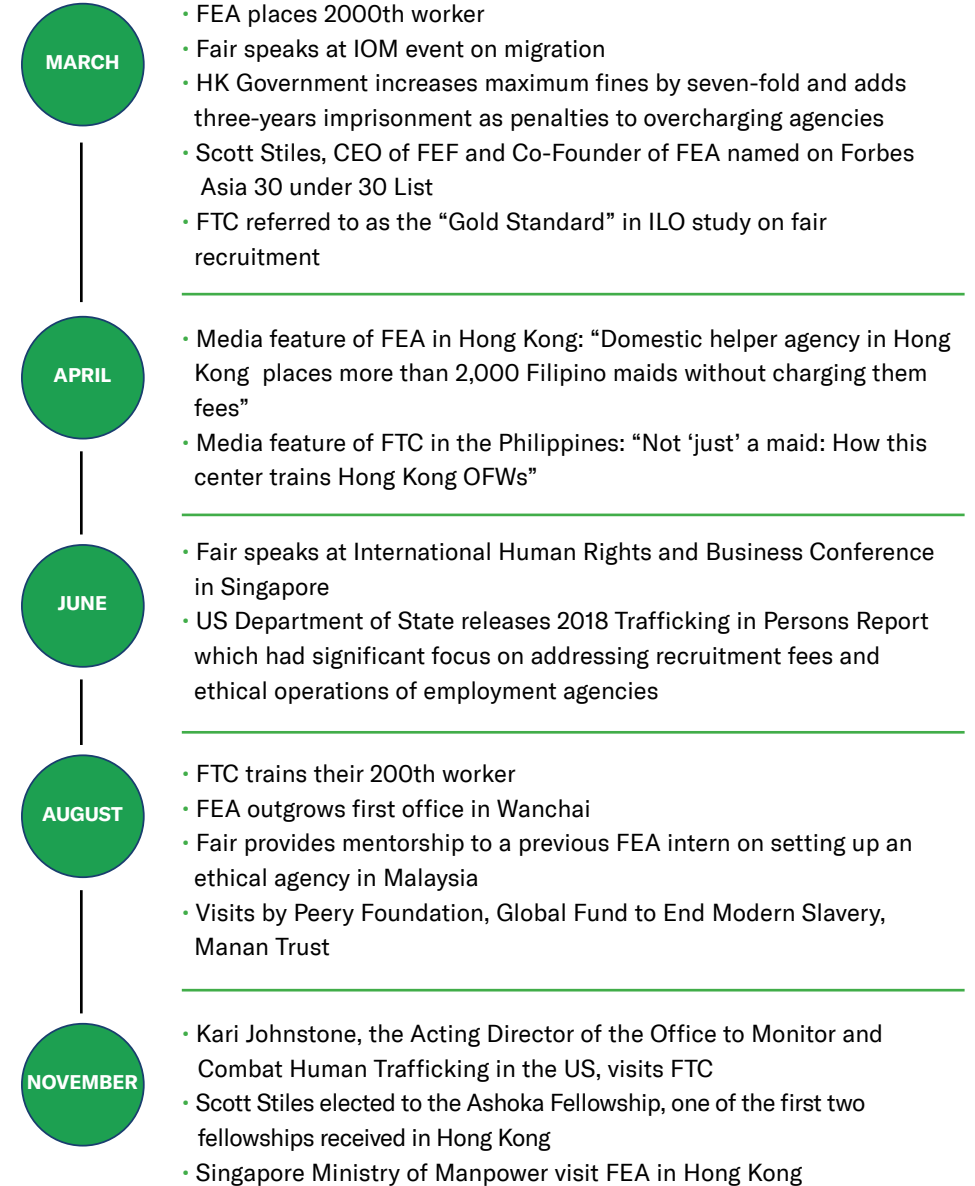 MARCH
• FEA places 2000th worker
• Fair speaks at IOM event on migration
• HK Government increases maximum fines by seven-fold and adds
three-years imprisonment as penalties to overcharging agencies
• Scott Stiles, CEO of FEF and Co-Founder of FEA named on Forbes
Asia 30 under 30 List
• FTC referred to as the “Gold Standard” in ILO study on fair
recruitment
APRIL
• Media feature of FEA in Hong Kong: “Domestic helper agency in Hong
Kong places more than 2,000 Filipino maids without charging them
fees”
• Media feature of FTC in the Philippines: “Not ‘just’ a maid: How this
center trains Hong Kong OFWs”
JUNE
• Fair speaks at International Human Rights and Business Conference
in Singapore
• US Department of State releases 2018 Trafficking in Persons Report
which had significant focus on addressing recruitment fees and
ethical operations of employment agencies
AUGUST
• FTC trains their 200th worker
• FEA outgrows first office in Wanchai
• Fair provides mentorship to a previous FEA intern on setting up an
ethical agency in Malaysia
• Visits by Peery Foundation, Global Fund to End Modern Slavery,
Manan Trust
NOVEMBER
• Kari Johnstone, the Acting Director of the Office to Monitor and
Combat Human Trafficking in the US, visits FTC
• Scott Stiles elected to the Ashoka Fellowship, one of the first two
fellowships received in Hong Kong
• Singapore Ministry of Manpower visit FEA in Hong Kong